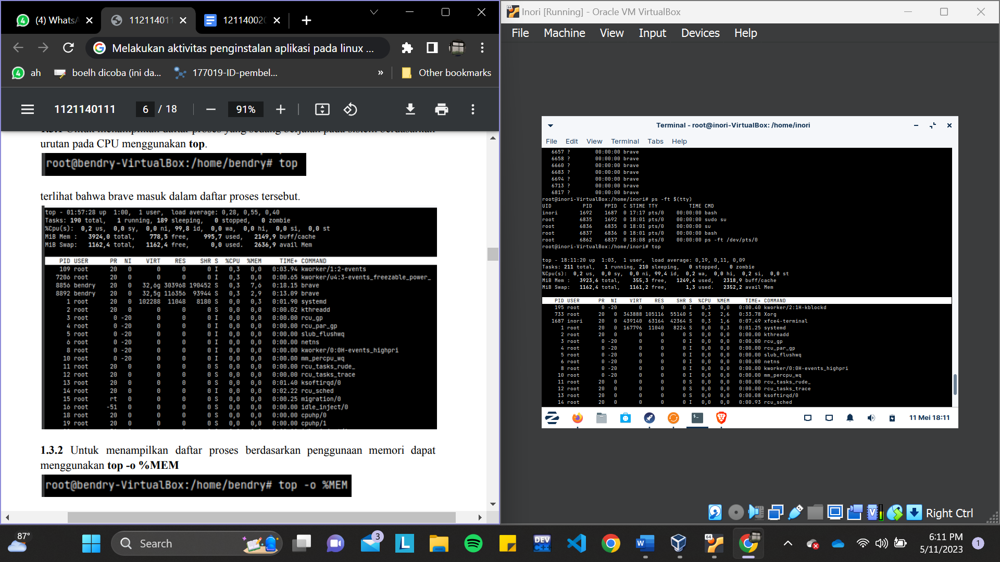 (4) WhatsA
112114011
121140020
Melakukan aktivitas penginstalan aplikasi pada linux ...
ah
boelh dicoba (ini da...
177019-ID-pembel...
»
Other bookmarks
1121140111
6 / 18
91%
urutan pada CPU menggunakan top.
root@bendry-VirtualBox:/home/bendry# top
terlihat bahwa brave masuk dalam daftar proses tersebut.
top - 01:57:28 up  1:00,  1 user,  load average: 0,28, 0,55, 0,40
Tasks: 190 total,   1 running, 189 sleeping,   0 stopped,   0 zombie
%Cpu(s):  0,2 us,  0,0 sy,  0,0 ni, 99,8 id,  0,0 wa,  0,0 hi,  0,0 si,  0,0 st
MiB Mem :   3924,0 total,    778,5 free,    995,7 used,   2149,9 buff/cache
MiB Swap:   1162,4 total,   1162,4 free,      0,0 used.   2636,9 avail Mem
PID USER PR NI VIRT RES SHR S %CPU %MEM TIME+ COMMAND
109 root 20 0 0 0 0 I 0,3 0,0 0:03.94 kworker/1:2-events
7206 root 20 0 0 0 0 I 0,3 0,0 0:00.65 kworker/u4:3-events_freezable_power_
8856 bendry 20 0 32,6g 303968 190452 S 0,3 7,6 0:18.15 brave
8892 bendry 20 0 32,5g 116356 93944 S 0,3 2,9 0:13.09 brave
1 root 20 0 102288 11048 8180 S 0,0 0,3 0:01.90 systemd
2 root 20 0 0 0 0 S 0,0 0,0 0:00.02 kthreadd
3 root 0 -20 0 0 0 I 0,0 0,0 0:00.00 rcu_gp
4 root 0 -20 0 0 0 I 0,0 0,0 0:00.00 rcu_par_gp
5 root 0 -20 0 0 0 I 0,0 0,0 0:00.00 slub_flushwq
6 root 0 -20 0 0 0 I 0,0 0,0 0:00.00 netns
8 root 0 -20 0 0 0 I 0,0 0,0 0:00.00 kworker/0:0H-events_highpri
10 root 0 -20 0 0 0 I 0,0 0,0 0:00.00 mm_percpu_wq
11 root 20 0 0 0 0 S 0,0 0,0 0:00.00 rcu_tasks_rude_
12 root 20 0 0 0 0 S 0,0 0,0 0:00.00 rcu_tasks_trace
13 root 20 0 0 0 0 S 0,0 0,0 0:01.40 ksoftirqd/0
14 root 20 0 0 0 0 I 0,0 0,0 0:02.22 rcu_sched
15 root rt 0 0 0 0 S 0,0 0,0 0:00.25 migration/0
16 root -51 0 0 0 0 S 0,0 0,0 0:00.00 idle_inject/0
18 root 20 0 0 0 0 S 0,0 0,0 0:00.00 cpuhp/0
19 root 20 0 0 0 0 S 0,0 0,0 0:00.00 cpuhp/1
1.3.2 Untuk menampilkan daftar proses berdasarkan penggunaan memori dapat
menggunakan top -o %MEM
root@bendry-VirtualBox:/home/bendry# top -o %MEM
Inori [Running] - Oracle VM VirtualBox
File Machine View Input Devices Help
Terminal - root@inori-VirtualBox: /home/inori
File Edit View Terminal Tabs Help
6657 ? 00:00:00 brave
6658 ? 00:00:00 brave
6660 ? 00:00:00 brave
6683 ? 00:00:00 brave
6694 ? 00:00:00 brave
6713 ? 00:00:00 brave
6817 ? 00:00:00 brave
root@inori-VirtualBox:/home/inori# ps -ft $(tty)
UID PID PPID C STIME TTY TIME CMD
inori 1692 1687 0 17:17 pts/0 00:00:00 bash
root 6835 1692 0 18:01 pts/0 00:00:00 sudo su
root 6836 6835 0 18:01 pts/0 00:00:00 su
root 6837 6836 0 18:01 pts/0 00:00:00 bash
root 6862 6837 0 18:08 pts/0 00:00:00 ps -ft /dev/pts/0
root@inori-VirtualBox:/home/inori# top
top - 18:11:20 up  1:03,  1 user,  load average: 0,19, 0,11, 0,09
Tasks: 211 total,   1 running, 210 sleeping,   0 stopped,   0 zombie
%Cpu(s):  0,2 us,  0,0 sy,  0,0 ni, 99,4 id,  0,2 wa,  0,0 hi,  0,2 si,  0,0 st
MiB Mem :   3923,6 total,    355,3 free,   1249,4 used,   2318,9 buff/cache
MiB Swap:   1162,4 total,   1161,2 free,      1,3 used.   2352,2 avail Mem
PID USER PR NI VIRT RES SHR S %CPU %MEM TIME+ COMMAND
195 root 0 -20 0 0 0 I 0,3 0,0 0:00.40 kworker/2:1H-kblockd
733 root 20 0 343888 105116 55140 S 0,3 2,6 0:33.78 Xorg
1687 inori 20 0 439140 63164 42364 S 0,3 1,6 0:07.49 xfce4-terminal
1 root 20 0 167796 11040 8224 S 0,0 0,3 0:01.25 systemd
2 root 20 0 0 0 0 S 0,0 0,0 0:00.00 kthreadd
3 root 0 -20 0 0 0 I 0,0 0,0 0:00.00 rcu_gp
4 root 0 -20 0 0 0 I 0,0 0,0 0:00.00 rcu_par_gp
5 root 0 -20 0 0 0 I 0,0 0,0 0:00.00 slub_flushwq
6 root 0 -20 0 0 0 I 0,0 0,0 0:00.00 netns
8 root 0 -20 0 0 0 I 0,0 0,0 0:00.00 kworker/0:0H-events_highpri
10 root 0 -20 0 0 0 I 0,0 0,0 0:00.00 mm_percpu_wq
11 root 20 0 0 0 0 S 0,0 0,0 0:00.00 rcu_tasks_rude_
12 root 20 0 0 0 0 S 0,0 0,0 0:00.00 rcu_tasks_trace
13 root 20 0 0 0 0 S 0,0 0,0 0:00.08 ksoftirqd/0
14 root 20 0 0 0 0 I 0,0 0,0 0:00.93 rcu_sched
11 Mei 18:11
Right Ctrl
87°
Search
3
DEV C++
64
6:11 PM
5/11/2023
1